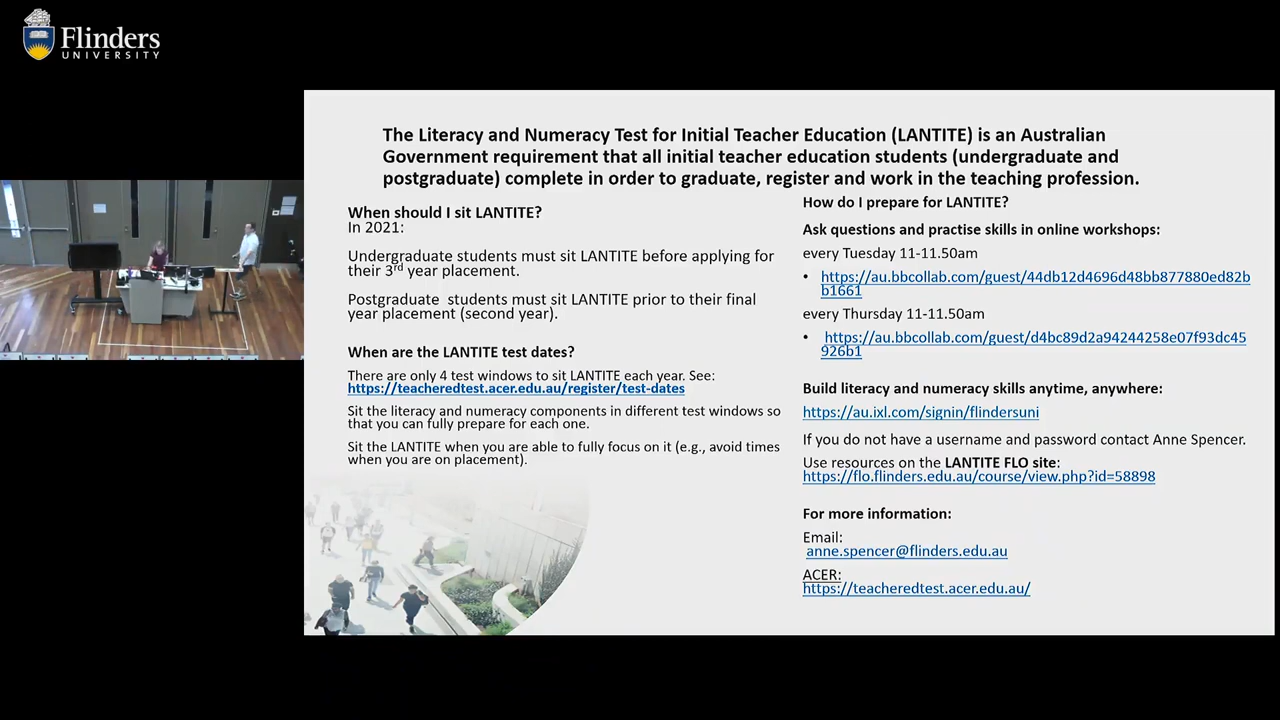 Flinders
UNIVERSITY
The Literacy and Numeracy Test for Initial Teacher Education (LANTITE) is an Australian
Government requirement that all initial teacher education students (undergraduate and
postgraduate) complete in order to graduate, register and work in the teaching profession.
When should I sit LANTITE?
In 2021:
Undergraduate students must sit LANTITE before applying for
their 3rd year placement.
Postgraduate students must sit LANTITE prior to their final
year placement (second year).
When are the LANTITE test dates?
There are only 4 test windows to sit LANTITE each year. See:
https://teacheredtest.acer.edu.au/register/test-dates
Sit the literacy and numeracy components in different test windows so
that you can fully prepare for each one.
Sit the LANTITE when you are able to fully focus on it (e.g., avoid times
when you are on placement).
How do I prepare for LANTITE?
Ask questions and practise skills in online workshops:
every Tuesday 11-11.50am
• https://au.bbcollab.com/guest/44db12d4696d48bb877880ed82b
b1661
every Thursday 11-11.50am
• https://au.bbcollab.com/guest/d4bc89d2a94244258e07f93dc45
926b1
Build literacy and numeracy skills anytime, anywhere:
https://au.ixl.com/signin/flindersuni
If you do not have a username and password contact Anne Spencer.
Use resources on the LANTITE FLO site:
https://flo.flinders.edu.au/course/view.php?id=58898
For more information:
Email:
anne.spencer@flinders.edu.au
ACER:
https://teacheredtest.acer.edu.au/